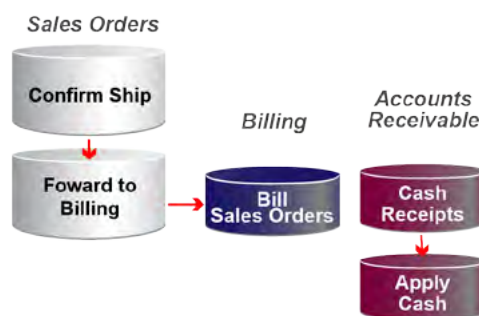 Sales Orders
Confirm Ship
Foward to
Billing
Billing
Bill
Sales Orders
Accounts
Receivable
Cash
Receipts
Apply
Cash